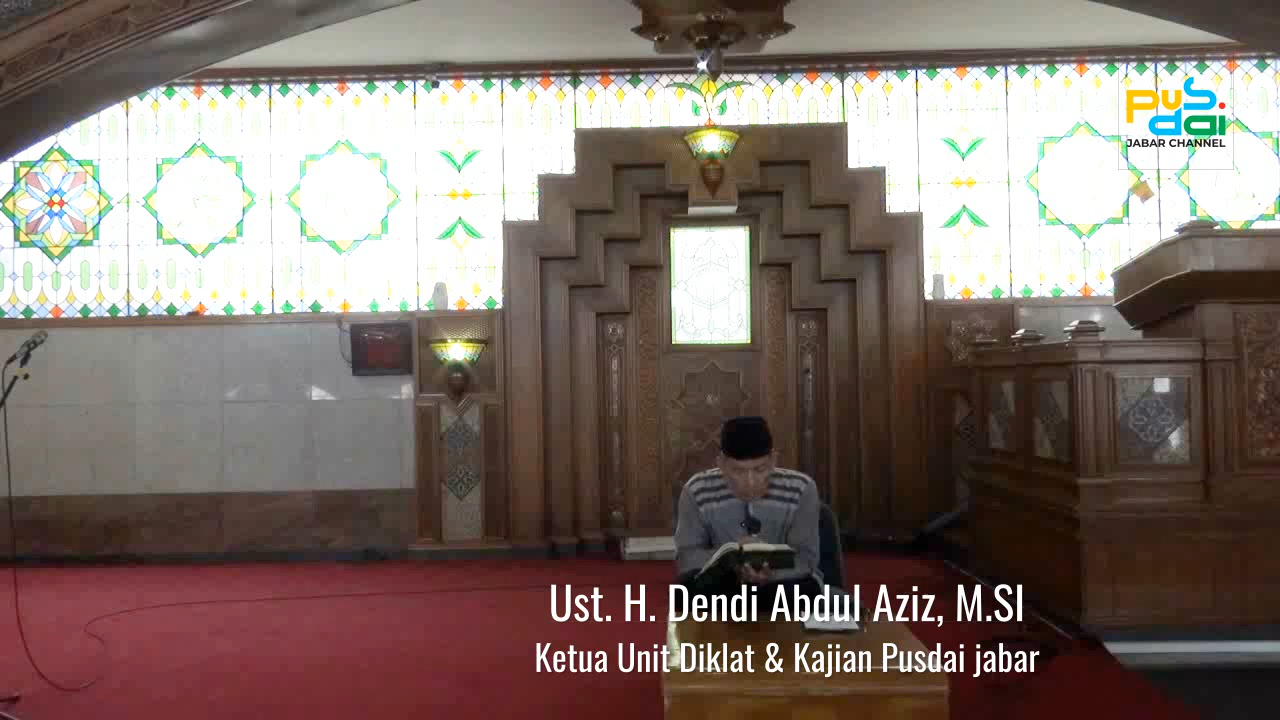 PUSDAI
JABAR CHANNEL
Ust. H. Dendi Abdul Aziz, M.SI
Ketua Unit Diklat & Kajian Pusdai jabar